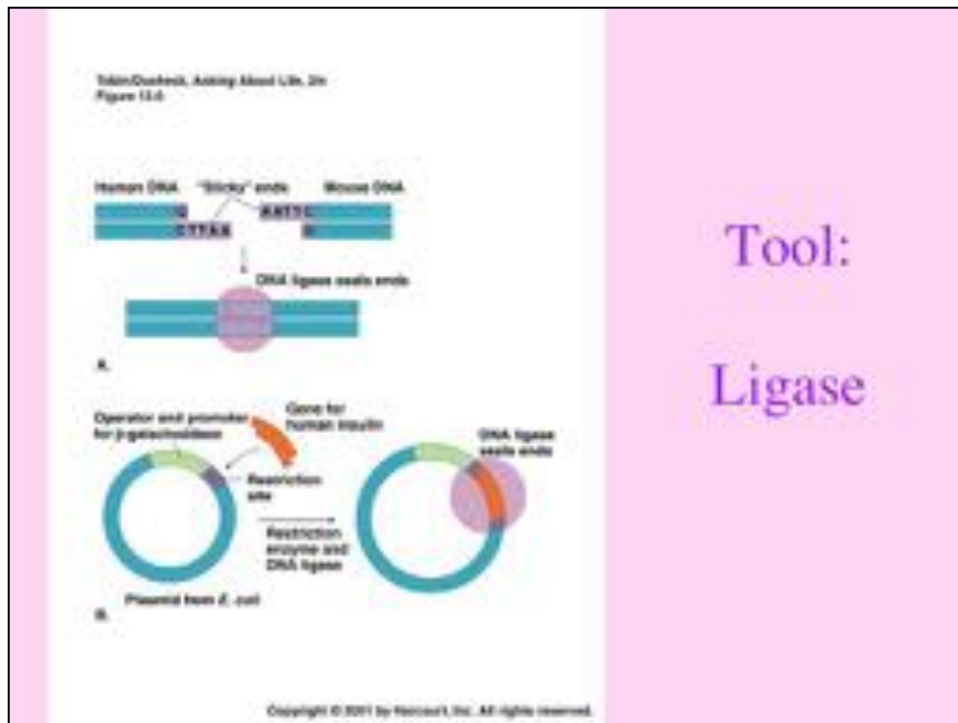 Tobin/Dusheck, Asking About Life, 2/e
Figure
Human DNA "Sticky" ends Mouse DNA
G AATTC
CTTAA G
DNA ligase seals ends
A.
Operator and promoter
for β-galactosidase
Gene for
human insulin
Restriction
site
Restriction
enzyme and
DNA ligase
Plasmid from E. coli
DNA ligase
seals ends
B.
Copyright © 2001 by Harcourt, Inc. All rights reserved.
Tool:
Ligase